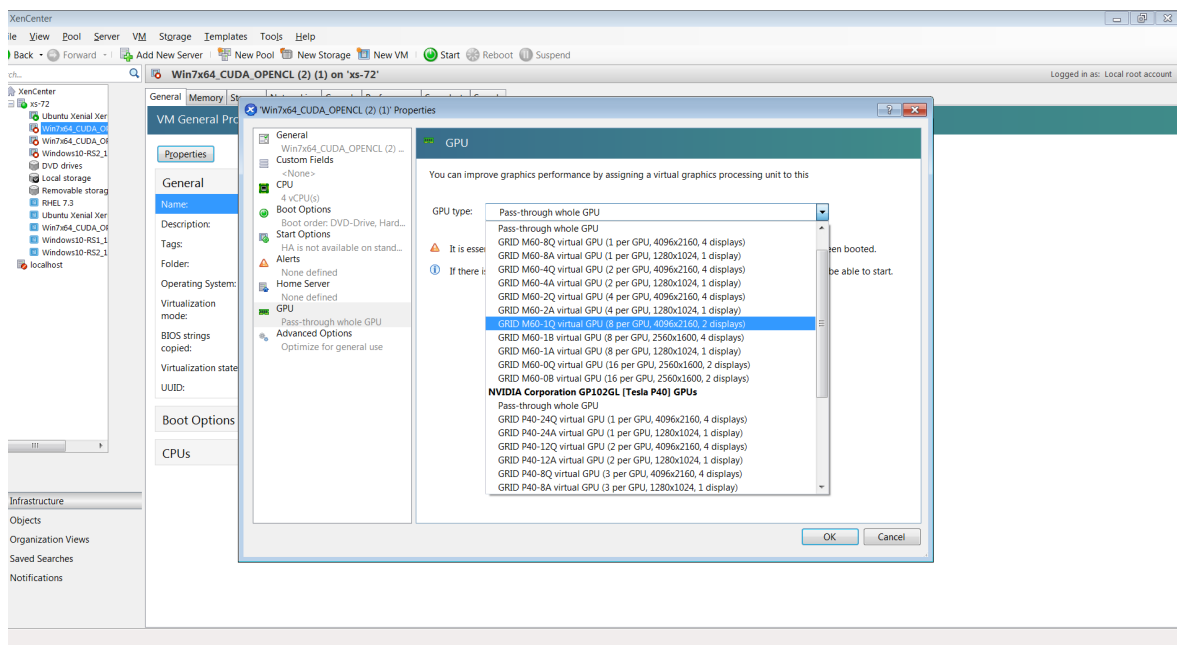 XenCenter
ile View Pool Server VM Storage Templates Tools Help
Back Forward Add New Server New Pool New Storage New VM Start Reboot Suspend
ch...
Win7x64_CUDA_OPENCL (2) (1) on 'xs-72'
Logged in as: Local root account
XenCenter
xs-72
Ubuntu Xenial Xer
Win7x64_CUDA_OI
Win7x64_CUDA_OF
Windows10-RS2_1
DVD drives
Local storage
Removable storag
RHEL 7.3
Ubuntu Xenial Xer
Win7x64_CUDA_OF
Windows10-RS1_1
Windows10-RS2_1
localhost
Infrastructure
Objects
Organization Views
Saved Searches
Notifications
General Memory St
VM General Pro
Properties
General
Name:
Description:
Tags:
Folder:
Operating System:
Virtualization
mode:
BIOS strings
copied:
Virtualization state
UUID:
Boot Options
CPUs
'Win7x64_CUDA_OPENCL (2) (1)' Properties
General
Win7x64_CUDA_OPENCL (2) ...
Custom Fields
<None>
CPU
4 vCPU(s)
Boot Options
Boot order: DVD-Drive, Hard...
Start Options
HA is not available on stand...
Alerts
None defined
Home Server
None defined
GPU
Pass-through whole GPU
Advanced Options
Optimize for general use
GPU
You can improve graphics performance by assigning a virtual graphics processing unit to this
GPU type: Pass-through whole GPU
It is esser een booted.
If there is be able to start.
Pass-through whole GPU
GRID M60-8Q virtual GPU (1 per GPU, 4096x2160, 4 displays)
GRID M60-8A virtual GPU (1 per GPU, 1280x1024, 1 display)
GRID M60-4Q virtual GPU (2 per GPU, 4096x2160, 4 displays)
GRID M60-4A virtual GPU (2 per GPU, 1280x1024, 1 display)
GRID M60-2Q virtual GPU (4 per GPU, 4096x2160, 4 displays)
GRID M60-2A virtual GPU (4 per GPU, 1280x1024, 1 display)
GRID M60-1Q virtual GPU (8 per GPU, 4096x2160, 2 displays)
GRID M60-1B virtual GPU (8 per GPU, 2560x1600, 4 displays)
GRID M60-1A virtual GPU (8 per GPU, 1280x1024, 1 display)
GRID M60-0Q virtual GPU (16 per GPU, 2560x1600, 2 displays)
GRID M60-0B virtual GPU (16 per GPU, 2560x1600, 2 displays)
NVIDIA Corporation GP102GL [Tesla P40] GPUs
Pass-through whole GPU
GRID P40-24Q virtual GPU (1 per GPU, 4096x2160, 4 displays)
GRID P40-24A virtual GPU (1 per GPU, 1280x1024, 1 display)
GRID P40-12Q virtual GPU (2 per GPU, 4096x2160, 4 displays)
GRID P40-12A virtual GPU (2 per GPU, 1280x1024, 1 display)
GRID P40-8Q virtual GPU (3 per GPU, 4096x2160, 4 displays)
GRID P40-8A virtual GPU (3 per GPU, 1280x1024, 1 display)
OK Cancel